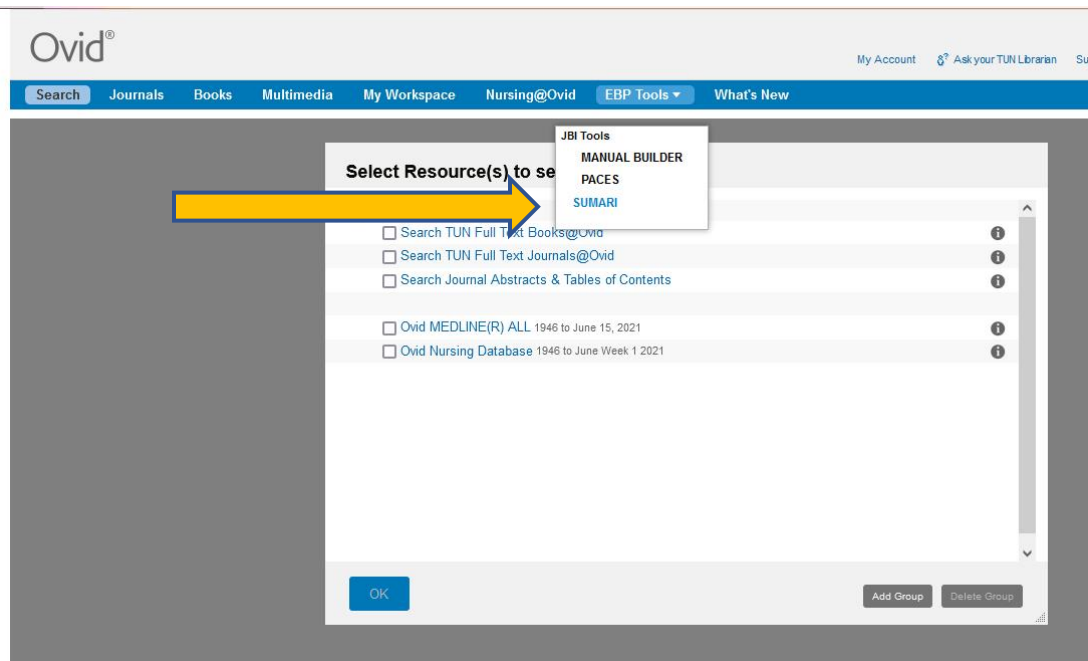 Ovid®
My Account Ask your TUN Librarian Su
Search Journals Books Multimedia My Workspace Nursing@Ovid EBP Tools What's New
JBI Tools
MANUAL BUILDER
PACES
SUMARI
Select Resource(s) to se
Search TUN Full Text Books@Ovid
Search TUN Full Text Journals@Ovid
Search Journal Abstracts & Tables of Contents
Ovid MEDLINE(R) ALL 1946 to June 15, 2021
Ovid Nursing Database 1946 to June Week 1 2021
OK
Add Group Delete Group